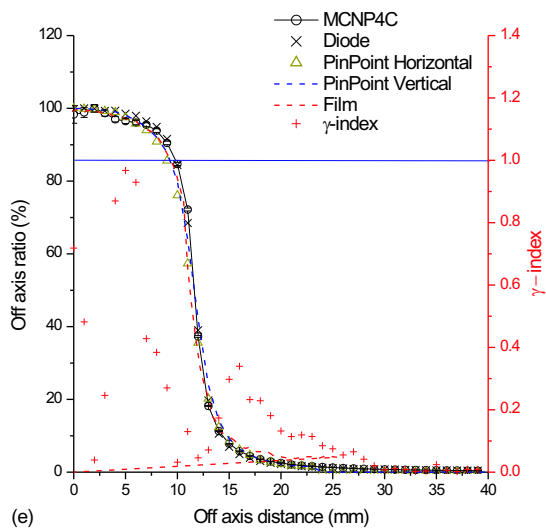 MCNP4C
Diode
PinPoint Horizontal
PinPoint Vertical
Film
γ-index
120
100
80
60
40
20
0
Off axis ratio (%)
1.4
1.2
1.0
0.8
0.6
0.4
0.2
0.0
γ-index
0 5 10 15 20 25 30 35 40
(e) Off axis distance (mm)